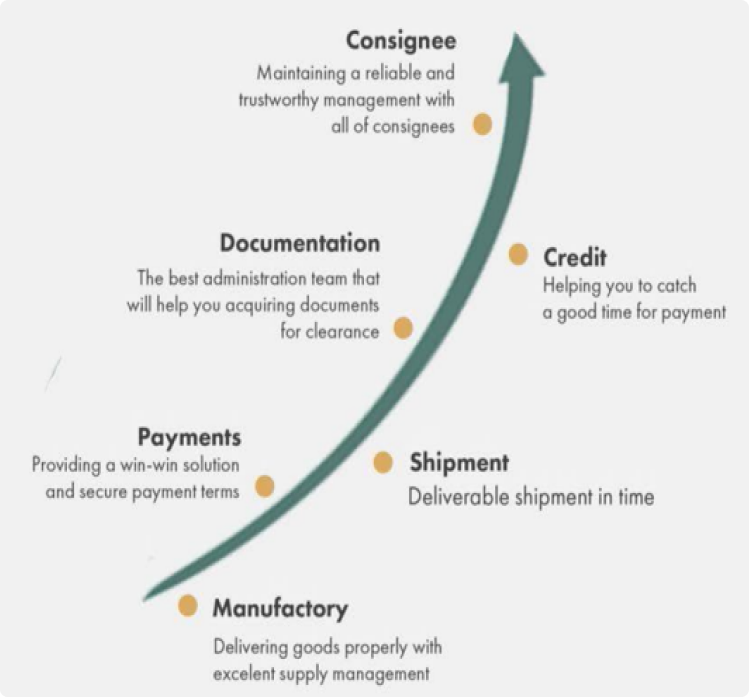 Consignee
Maintaining a reliable and
trustworthy management with
all of consignees
Documentation
The best administration team that
will help you acquiring documents
for clearance
Credit
Helping you to catch
a good time for payment
Payments
Providing a win-win solution
and secure payment terms
Shipment
Deliverable shipment in time
Manufactory
Delivering goods properly with
excelent supply management